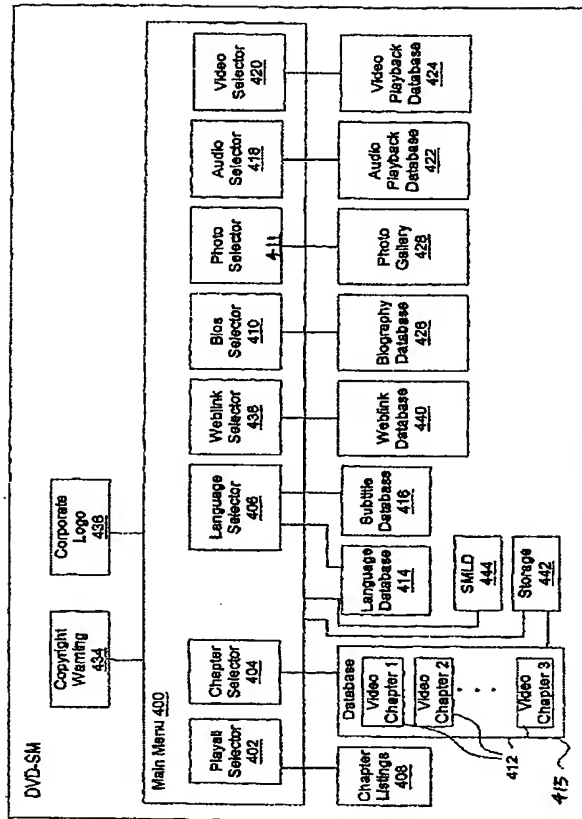 DVD-SM
Copyright
Warning
434
Corporate
Logo
436
Main Menu 400
Playall
Selector
402
Chapter
Selector
404
Language
Selector
406
Weblink
Selector
438
Bios
Selector
410
Photo
Selector
411
Audio
Selector
418
Video
Selector
420
Chapter
Listings
408
Database
Video
Chapter 1
Video
Chapter 2
Video
Chapter 3
412
415
Language
Database
414
Subtitle
Database
416
SMLD
444
Storage
442
Weblink
Database
440
Biography
Database
426
Photo
Gallery
428
Audio
Playback
Database
422
Video
Playback
Database
424